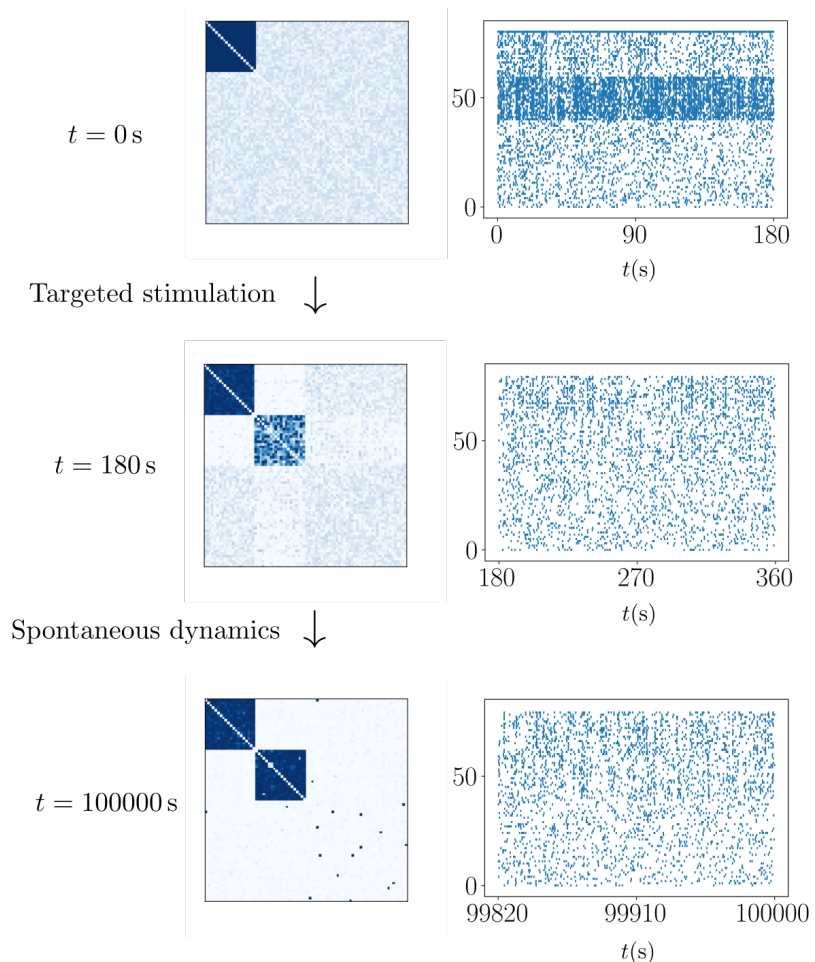 t = 0 s
50
0
0 90 180
t(s)
Targeted stimulation
t = 180 s
50
0
180 270 360
t(s)
Spontaneous dynamics
t = 100000 s
50
0
99820 99910 100000
t(s)